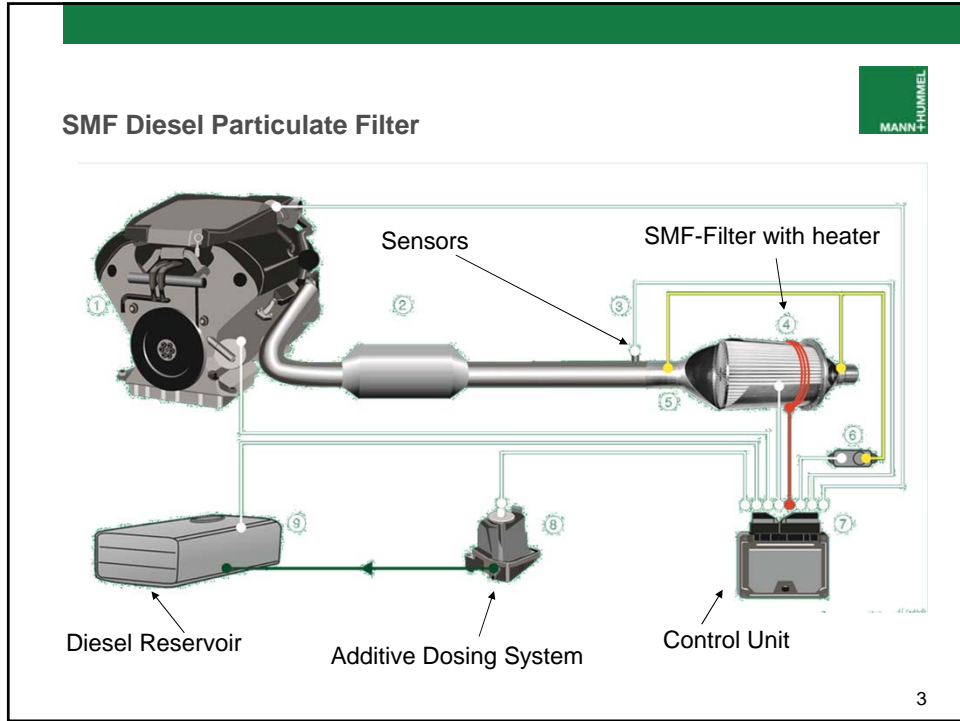 MANN+HUMMEL
SMF Diesel Particulate Filter
Sensors
SMF-Filter with heater
1
2
3
4
5
6
7
8
9
Diesel Reservoir
Additive Dosing System
Control Unit
3